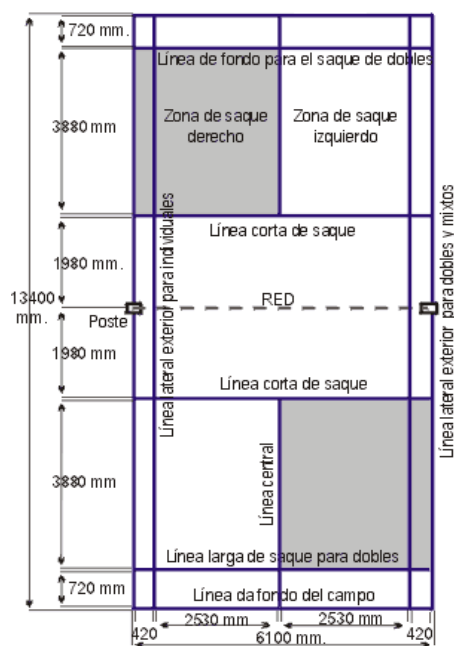 720 mm.
Línea de fondo para el saque de dobles
3880 mm
Zona de saque
derecho
Zona de saque
izquierdo
Línea lateral exterior para individuales
Línea lateral exterior para dobles y mixtos
Línea corta de saque
1980 mm.
13400
mm.
RED
Poste
1980 mm
Línea corta de saque
Línea central
3880 mm
Línea larga de saque para dobles
720 mm
Línea da fondo del campo
2530 mm
2530 mm
420
6100 mm.
420